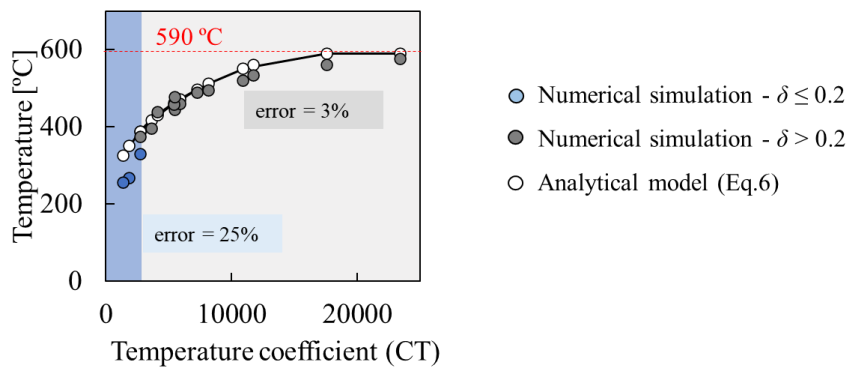 590 ºC
600
400
200
0
Temperature [ºC]
error = 3%
error = 25%
0
10000
20000
Temperature coefficient (CT)
Numerical simulation - δ ≤ 0.2
Numerical simulation - δ > 0.2
Analytical model (Eq.6)